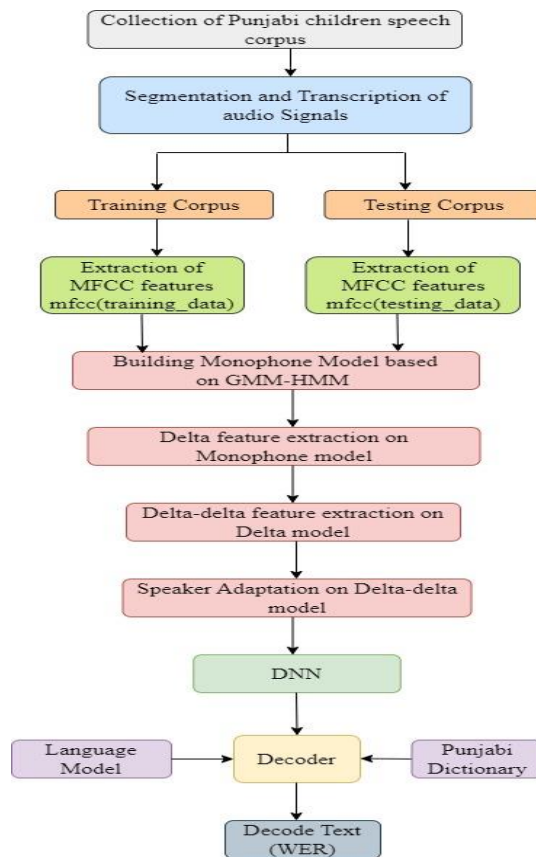 Collection of Punjabi children speech
corpus
Segmentation and Transcription of
audio Signals
Training Corpus
Testing Corpus
Extraction of
MFCC features
mfcc(training_data)
Extraction of
MFCC features
mfcc(testing_data)
Building Monophone Model based
on GMM-HMM
Delta feature extraction on
Monophone model
Delta-delta feature extraction on
Delta model
Speaker Adaptation on Delta-delta
model
DNN
Language
Model
Decoder
Punjabi
Dictionary
Decode Text
(WER)